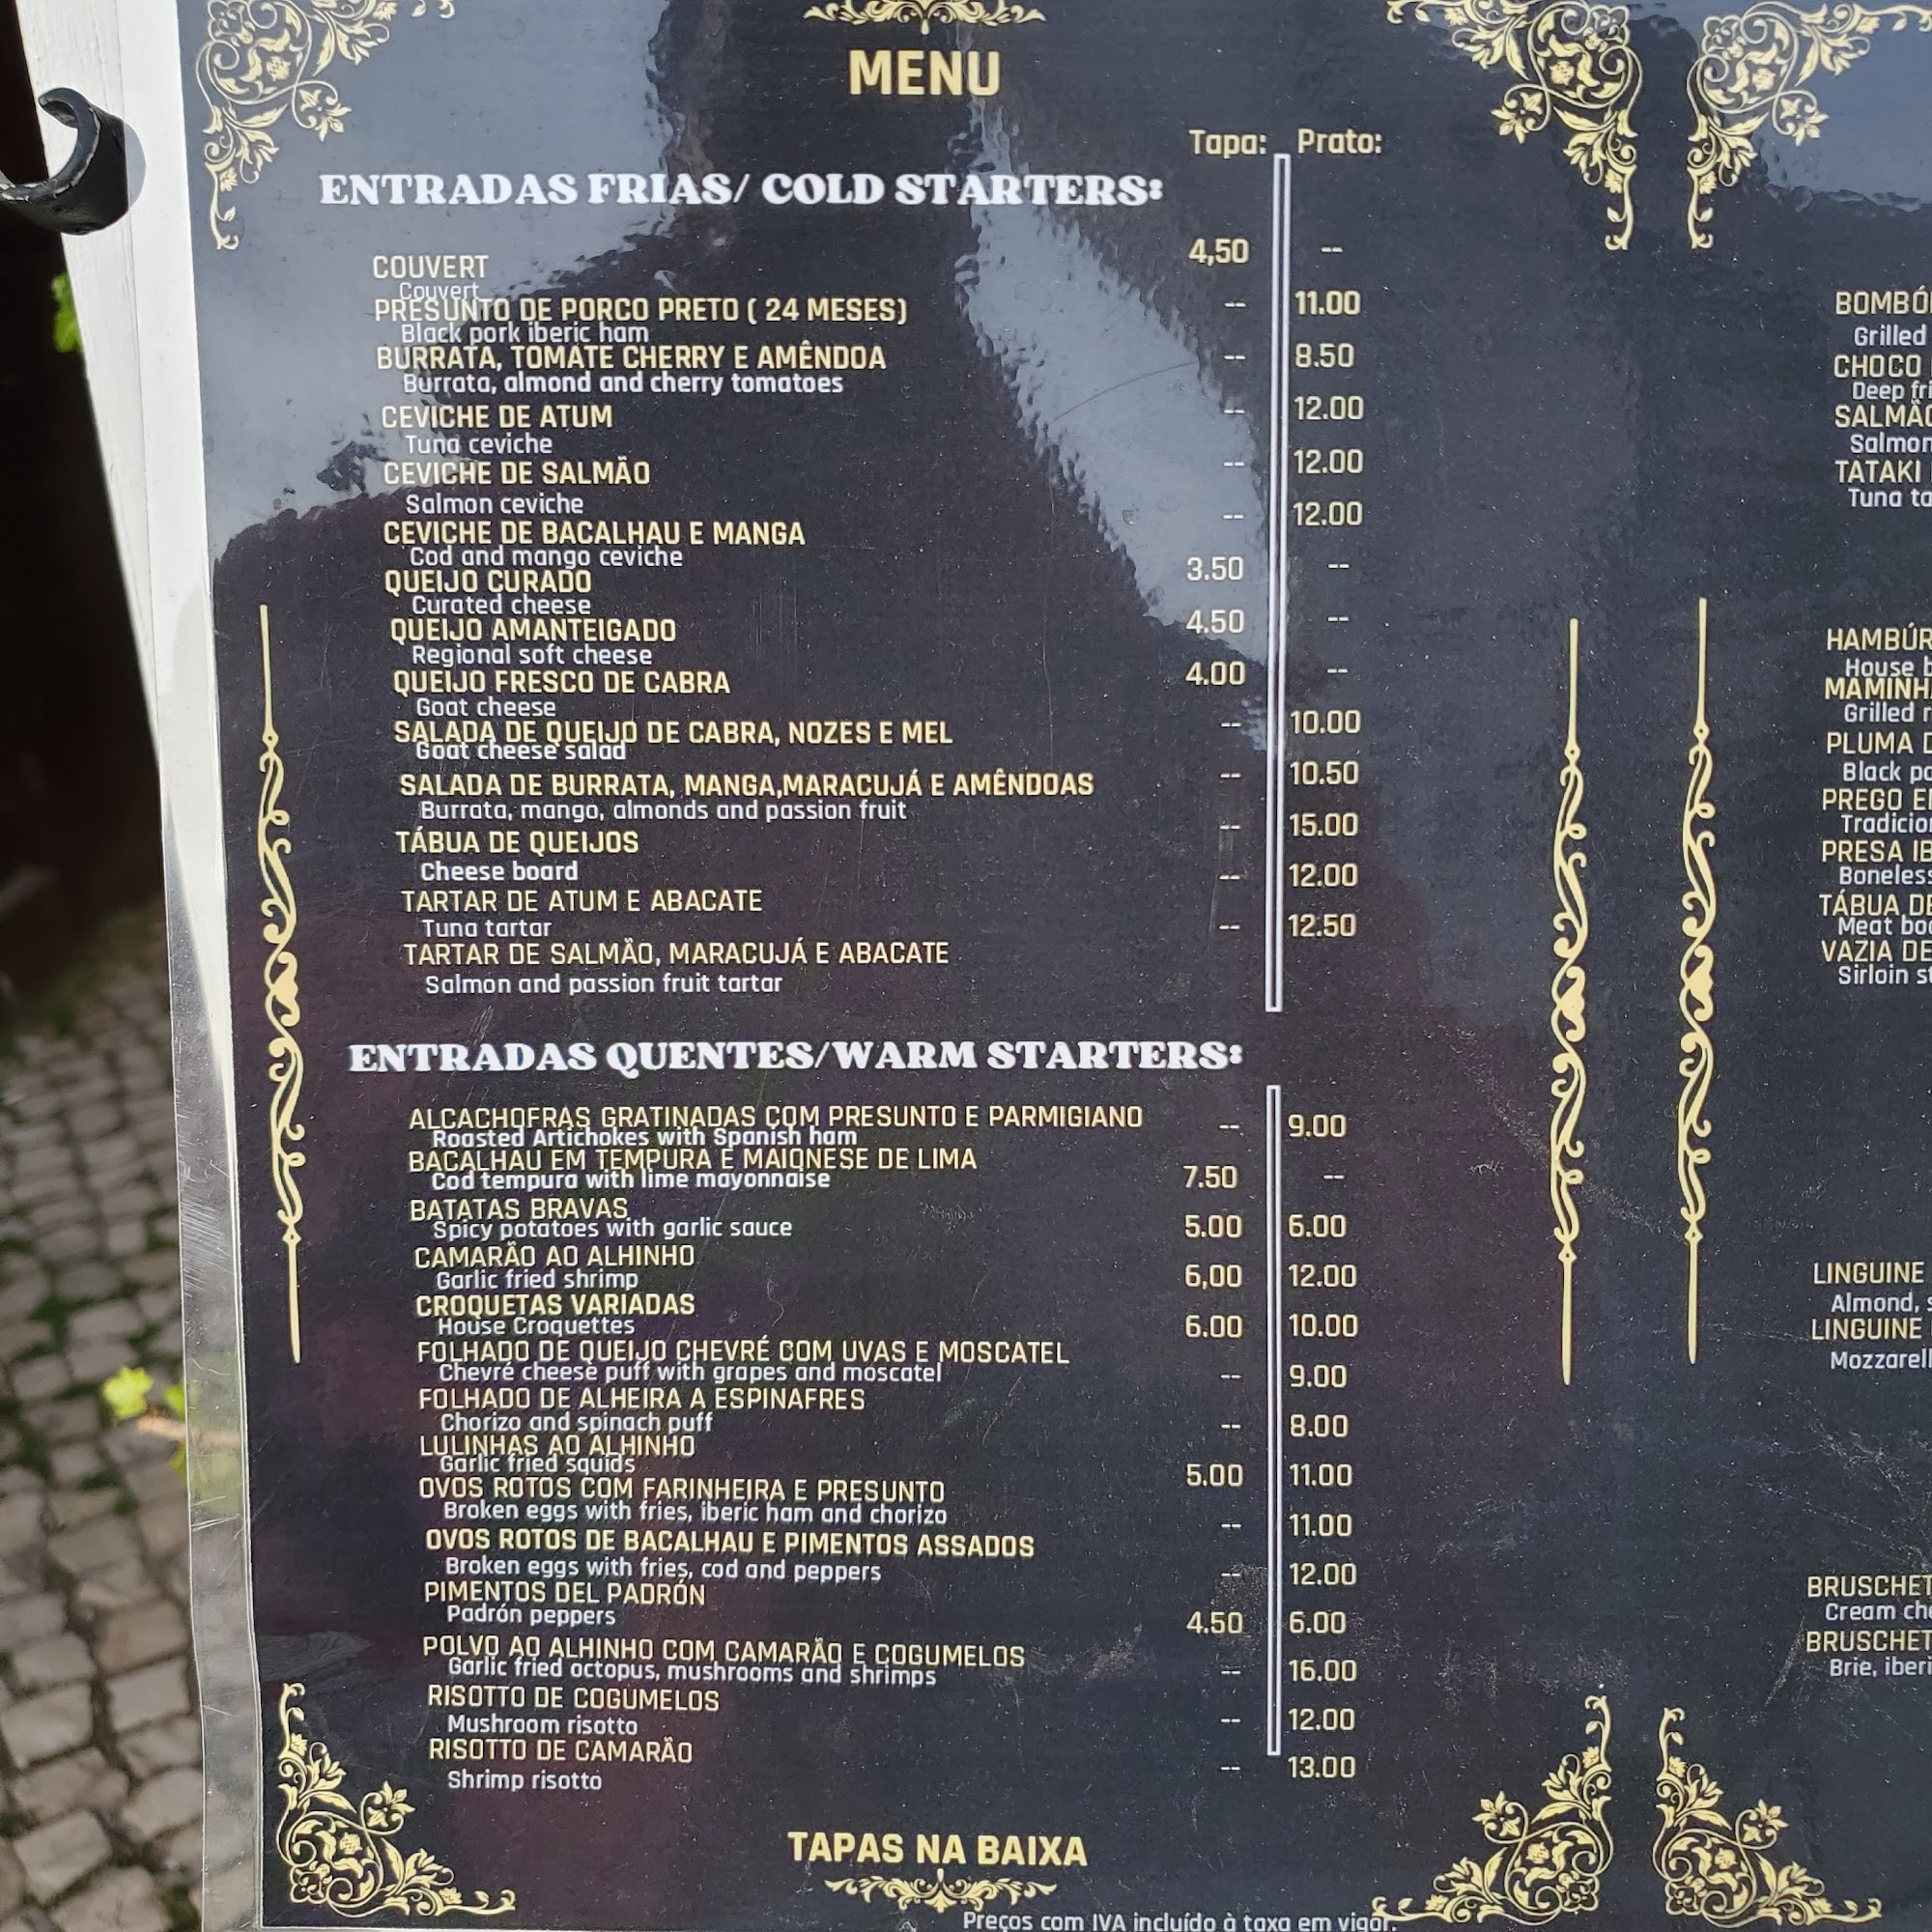 MENU
Tapa: Prato:
ENTRADAS FRIAS/ COLD STARTERS:
COUVERT 4,50 --
Couvert
PRESUNTO DE PORCO PRETO ( 24 MESES) -- 11.00
Black pork iberic ham
BURRATA, TOMATE CHERRY E AMÊNDOA -- 8.50
Burrata, almond and cherry tomatoes
CEVICHE DE ATUM -- 12.00
Tuna ceviche
CEVICHE DE SALMÃO -- 12.00
Salmon ceviche
CEVICHE DE BACALHAU E MANGA -- 12.00
Cod and mango ceviche
QUEIJO CURADO 3.50 --
Curated cheese
QUEIJO AMANTEIGADO 4.50 --
Regional soft cheese
QUEIJO FRESCO DE CABRA 4.00 --
Goat cheese
SALADA DE QUEIJO DE CABRA, NOZES E MEL -- 10.00
Goat cheese salad
SALADA DE BURRATA, MANGA,MARACUJÁ E AMÊNDOAS -- 10.50
Burrata, mango, almonds and passion fruit
TÁBUA DE QUEIJOS -- 15.00
Cheese board
TARTAR DE ATUM E ABACATE -- 12.00
Tuna tartar
TARTAR DE SALMÃO, MARACUJÁ E ABACATE -- 12.50
Salmon and passion fruit tartar
ENTRADAS QUENTES/WARM STARTERS:
ALCACHOFRAS GRATINADAS COM PRESUNTO E PARMIGIANO -- 9.00
Roasted Artichokes with Spanish ham
BACALHAU EM TEMPURA E MAIONESE DE LIMA 7.50 --
Cod tempura with lime mayonnaise
BATATAS BRAVAS 5.00 6.00
Spicy potatoes with garlic sauce
CAMARÃO AO ALHINHO 6,00 12.00
Garlic fried shrimp
CROQUETAS VARIADAS 6.00 10.00
House Croquettes
FOLHADO DE QUEIJO CHEVRÉ COM UVAS E MOSCATEL -- 9.00
Chevré cheese puff with grapes and moscatel
FOLHADO DE ALHEIRA A ESPINAFRES -- 8.00
Chorizo and spinach puff
LULINHAS AO ALHINHO 5.00 11.00
Garlic fried squids
OVOS ROTOS COM FARINHEIRA E PRESUNTO -- 11.00
Broken eggs with fries, iberic ham and chorizo
OVOS ROTOS DE BACALHAU E PIMENTOS ASSADOS -- 12.00
Broken eggs with fries, cod and peppers
PIMENTOS DEL PADRÓN 4.50 6.00
Padrón peppers
POLVO AO ALHINHO COM CAMARÃO E COGUMELOS -- 16.00
Garlic fried octopus, mushrooms and shrimps
RISOTTO DE COGUMELOS -- 12.00
Mushroom risotto
RISOTTO DE CAMARÃO -- 13.00
Shrimp risotto
TAPAS NA BAIXA
Preços com IVA incluído à taxa em vigor.
Grilled
CHOCO
Tuna
TATAKI
House
Grilled
PLUMA
Black
PREGO
PRESA
TÁBUA DE
Meat
VAZIA DE
Sirloin
LINGUINE
Almond,
LINGUINE
Cream
Brie,